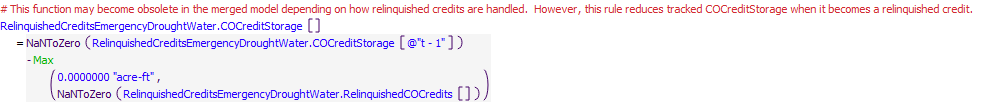 # This function may become obsolete in the merged model depending on how relinquished credits are handled.  However, this rule reduces tracked COCreditStorage when it becomes a relinquished credit.
RelinquishedCreditsEmergencyDroughtWater.COCreditStorage []
= NaNToZero ( RelinquishedCreditsEmergencyDroughtWater.COCreditStorage [ @"t - 1" ] )
- Max
( 0.0000000 "acre-ft" ,
NaNToZero ( RelinquishedCreditsEmergencyDroughtWater.RelinquishedCOCredits [] ) )